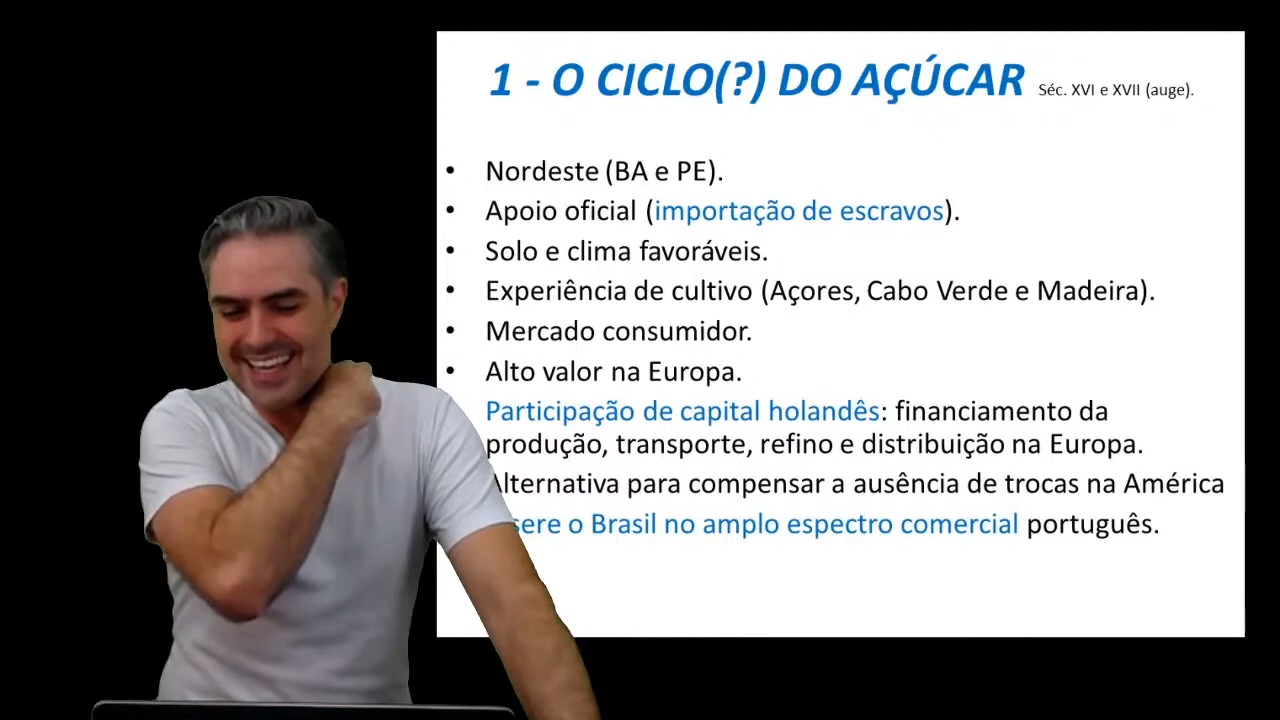 1 - O CICLO(?) DO AÇÚCAR Séc. XVI e XVII (auge).
• Nordeste (BA e PE).
• Apoio oficial (importação de escravos).
• Solo e clima favoráveis.
• Experiência de cultivo (Açores, Cabo Verde e Madeira).
• Mercado consumidor.
• Alto valor na Europa.
Participação de capital holandês: financiamento da
produção, transporte, refino e distribuição na Europa.
Alternativa para compensar a ausência de trocas na América
o Brasil no amplo espectro comercial português.